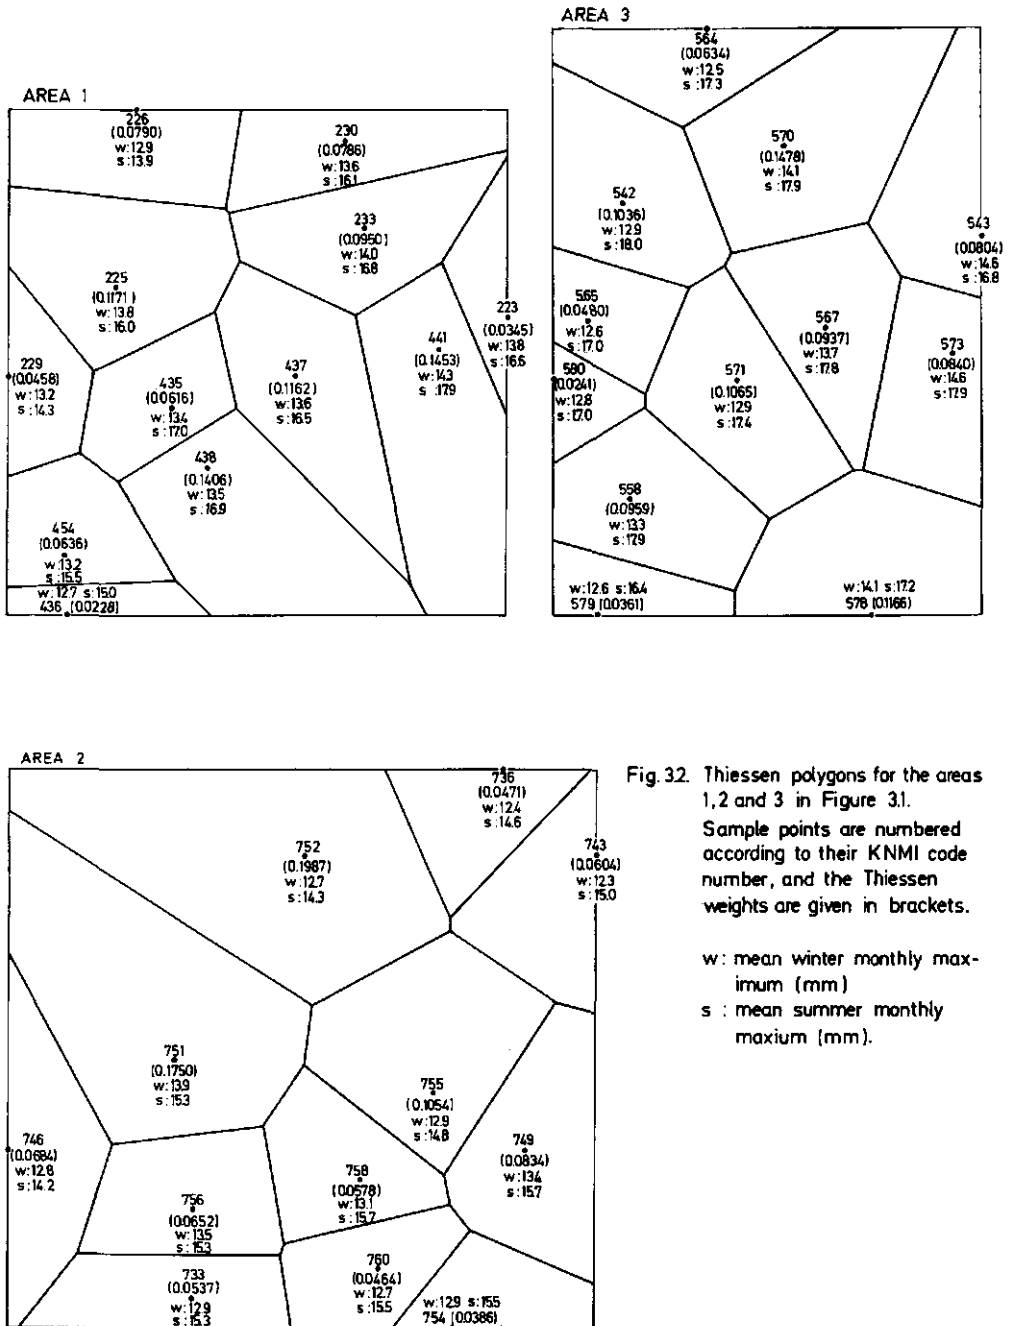 AREA 1
226
(0.0790)
w:12.9
s:13.9
230
(0.0786)
w:13.6
s:16.1
233
(0.0950)
w:14.0
s:16.8
225
(0.1171)
w:13.8
s:16.0
223
(0.0345)
w:13.8
s:16.6
229
(0.0458)
w:13.2
s:14.3
435
(0.0616)
w:13.4
s:17.0
437
(0.1162)
w:13.6
s:16.5
441
(0.1453)
w:14.3
s:17.9
438
(0.1406)
w:13.5
s:16.9
454
(0.0636)
w:13.2
s:15.5
w:12.7 s:15.0
436 (0.0228)
AREA 3
564
(0.0634)
w:12.5
s:17.3
570
(0.1478)
w:14.1
s:17.9
542
(0.1036)
w:12.9
s:18.0
543
(0.0804)
w:14.6
s:16.8
565
(0.0480)
w:12.6
s:17.0
567
(0.0937)
w:13.7
s:17.8
573
(0.0840)
w:14.6
s:17.9
580
(0.0241)
w:12.8
s:17.0
571
(0.1065)
w:12.9
s:17.4
558
(0.0959)
w:13.3
s:17.9
w:12.6 s:16.4
579 (0.0361)
w:14.1 s:17.2
578 (0.1166)
AREA 2
736
(0.0471)
w:12.4
s:14.6
752
(0.1987)
w:12.7
s:14.3
743
(0.0604)
w:12.3
s:15.0
751
(0.1750)
w:13.9
s:15.3
755
(0.1054)
w:12.9
s:14.8
746
(0.0684)
w:12.8
s:14.2
749
(0.0834)
w:13.4
s:15.7
758
(0.0578)
w:13.1
s:15.7
756
(0.0652)
w:13.5
s:15.3
733
(0.0537)
w:12.9
s:15.3
760
(0.0464)
w:12.7
s:15.5
w:12.9 s:15.5
754 (0.0386)
Fig. 3.2. Thiessen polygons for the areas
1,2 and 3 in Figure 3.1.
Sample points are numbered
according to their KNMI code
number, and the Thiessen
weights are given in brackets.
w: mean winter monthly max-
imum (mm)
s : mean summer monthly
maxium (mm).